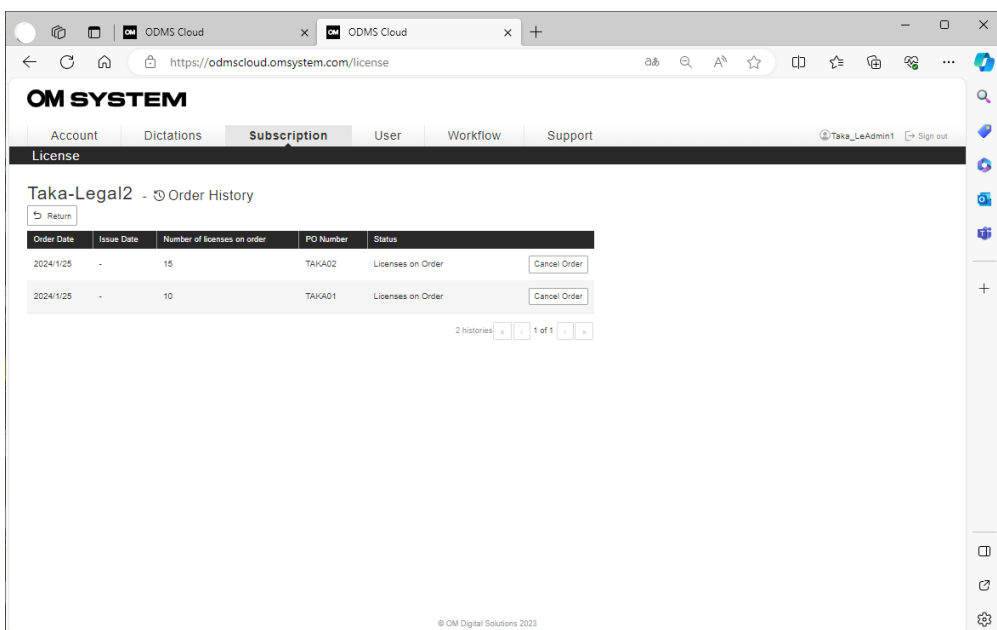 OM ODMS Cloud OM ODMS Cloud
https://odmscloud.omsystem.com/license
OM SYSTEM
Account Dictations Subscription User Workflow Support Taka_LeAdmin1 Sign out
License
Taka-Legal2 - Order History
Return
Order Date Issue Date Number of licenses on order PO Number Status
2024/1/25 - 15 TAKA02 Licenses on Order Cancel Order
2024/1/25 - 10 TAKA01 Licenses on Order Cancel Order
2 histories « ‹ 1 of 1 › »
© OM Digital Solutions 2023